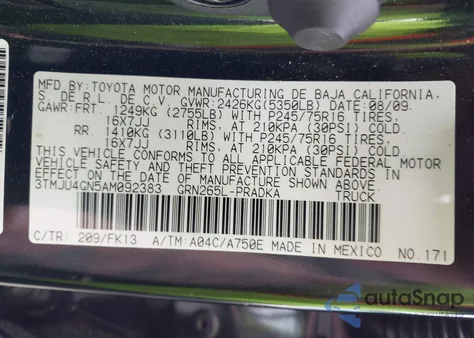 MFD.BY:TOYOTA MOTOR MANUFACTURING DE BAJA CALIFORNIA,
S. DE R.L. DE C.V. GVWR:2426KG(5350LB) DATE:08/09
GAWR:FRT. 1249KG(2755LB)WITH P245/75R16 TIRES,
16X7JJ RIMS, AT 210KPA(30PSI) COLD
RR. 1410KG(3110LB)WITH P245/75R16 TIRES,
16X7JJ RIMS, AT 210KPA(30PSI) COLD
THIS VEHICLE CONFORMS TO ALL APPLICABLE FEDERAL MOTOR
VEHICLE SAFETY AND THEFT PREVENTION STANDARDS IN
EFFECT ON THE DATE OF MANUFACTURE SHOWN ABOVE.
3TMJU4GN5AM092383 GRN265L-PRADKA TRUCK
C/TR: 209/FK13 A/TM:A04C/A750E MADE IN MEXICO NO.171
autoSnap